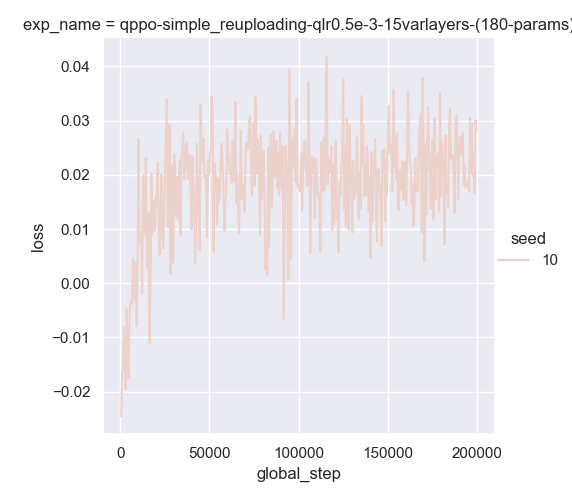 exp_name = qppo-simple_reuploading-qlr0.5e-3-15varlayers-(180-params)
0.04
0.03
0.02
0.01
0.00
−0.01
−0.02
loss
0 50000 100000 150000 200000
global_step
seed
10